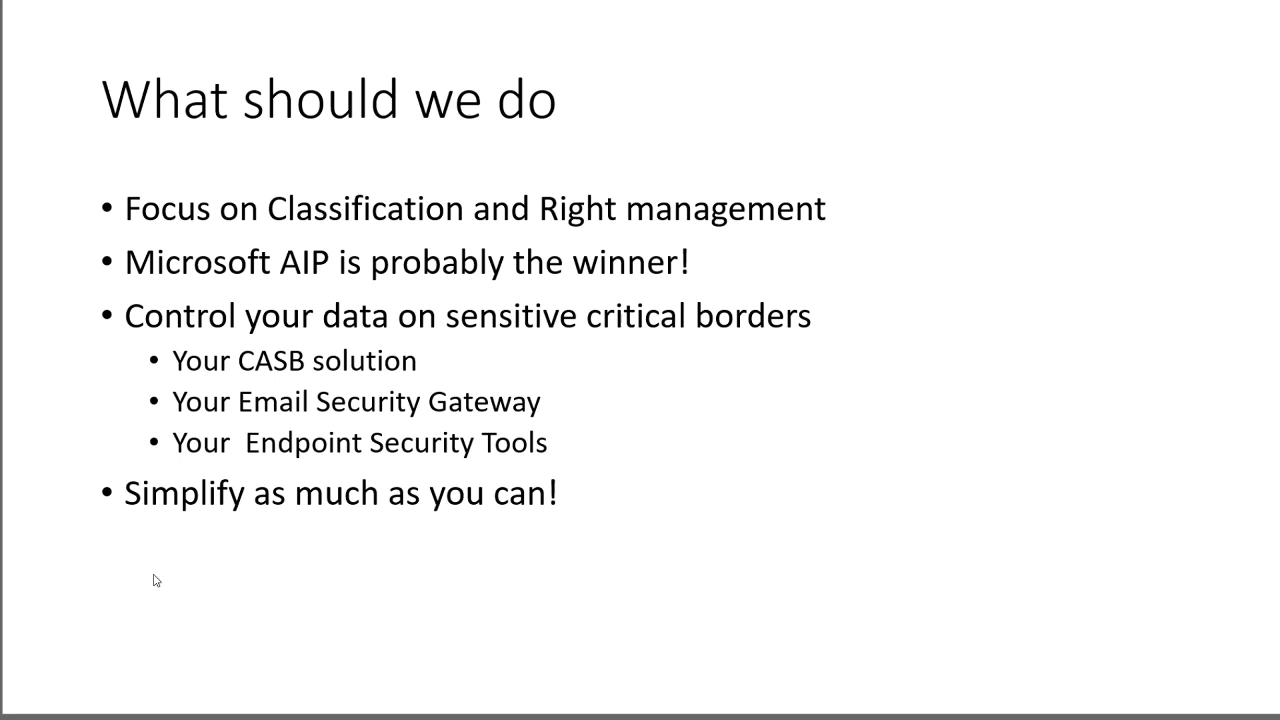 What should we do
• Focus on Classification and Right management
• Microsoft AIP is probably the winner!
• Control your data on sensitive critical borders
• Your CASB solution
• Your Email Security Gateway
• Your  Endpoint Security Tools
• Simplify as much as you can!